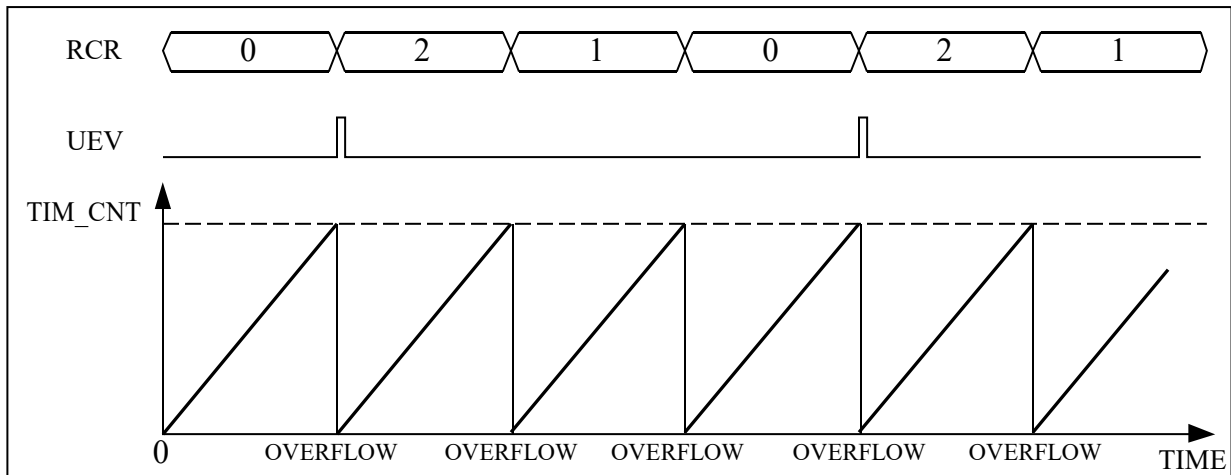 RCR 0 2 1 0 2 1
UEV
TIM_CNT
0 OVERFLOW OVERFLOW OVERFLOW OVERFLOW OVERFLOW TIME